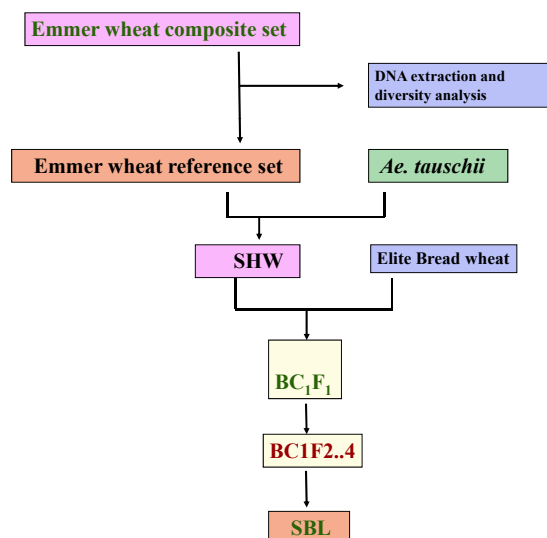 Emmer wheat composite set
DNA extraction and
diversity analysis
Emmer wheat reference set
Ae. tauschii
SHW
Elite Bread wheat
BC₁F₁
BC1F2..4
SBL